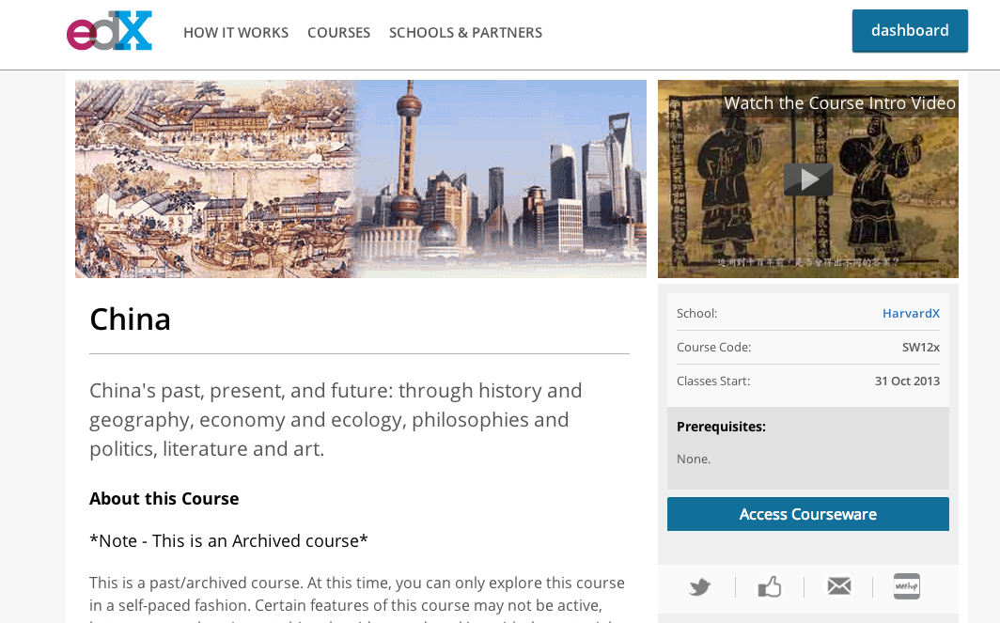 edX
HOW IT WORKS
COURSES
SCHOOLS & PARTNERS
dashboard
Watch the Course Intro Video
China
China's past, present, and future: through history and
geography, economy and ecology, philosophies and
politics, literature and art.
About this Course
*Note - This is an Archived course*
This is a past/archived course. At this time, you can only explore this course
in a self-paced fashion. Certain features of this course may not be active,
School: HarvardX
Course Code: SW12x
Classes Start: 31 Oct 2013
Prerequisites:
None.
Access Courseware
meetup